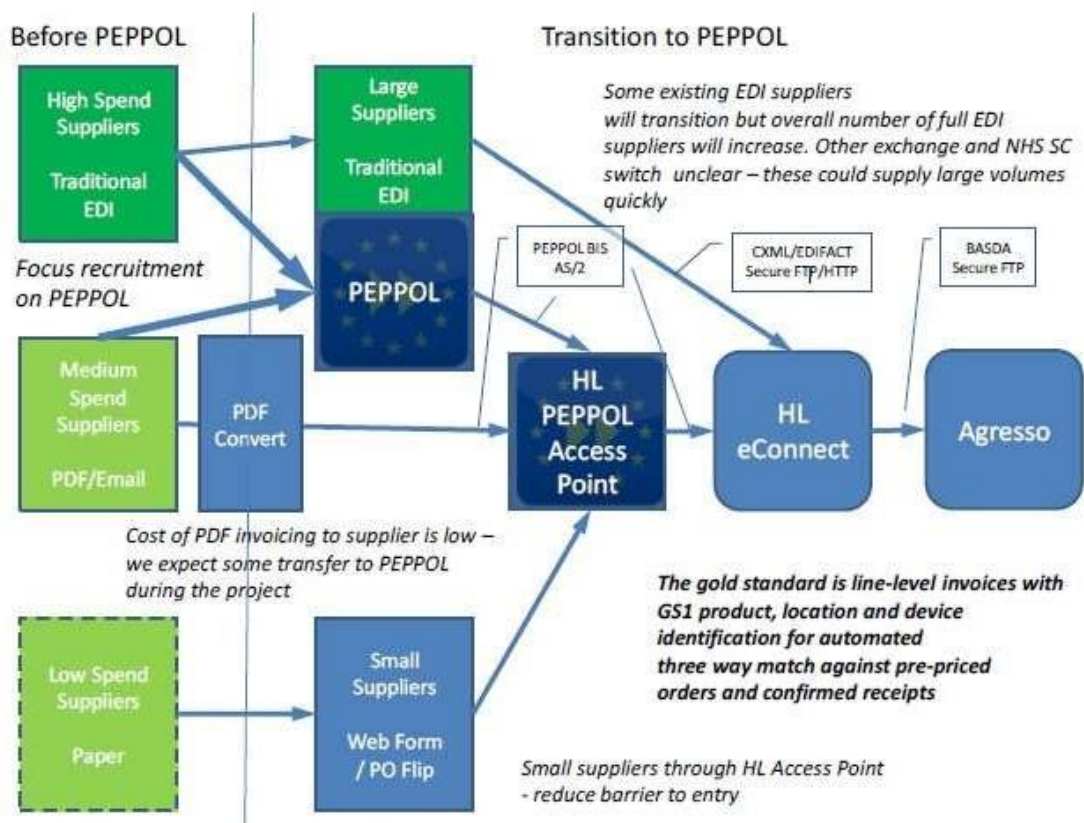 Before PEPPOL
Transition to PEPPOL
High Spend
Suppliers
Traditional
EDI
Large
Suppliers
Traditional
EDI
Some existing EDI suppliers
will transition but overall number of full EDI
suppliers will increase. Other exchange and NHS SC
switch unclear – these could supply large volumes
quickly
Focus recruitment
on PEPPOL
PEPPOL
PEPPOL BIS
AS/2
CXML/EDIFACT
Secure FTP/HTTP
BASDA
Secure FTP
Medium
Spend
Suppliers
PDF/Email
PDF
Convert
HL
PEPPOL
Access
Point
HL
eConnect
Agresso
Cost of PDF invoicing to supplier is low –
we expect some transfer to PEPPOL
during the project
The gold standard is line-level invoices with
GS1 product, location and device
identification for automated
three way match against pre-priced
orders and confirmed receipts
Low Spend
Suppliers
Paper
Small
Suppliers
Web Form
/ PO Flip
Small suppliers through HL Access Point
- reduce barrier to entry